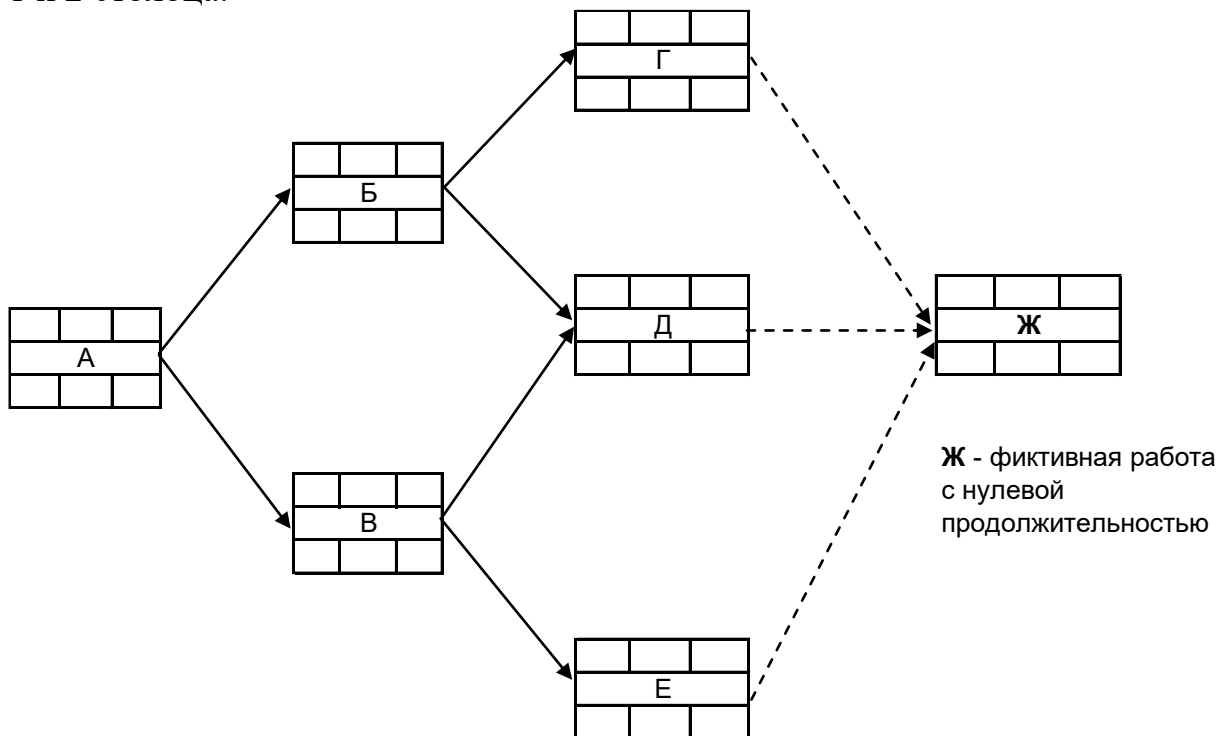 Г
Б
Д
Ж
А
Ж - фиктивная работа
с нулевой
продолжительностью
В
Е